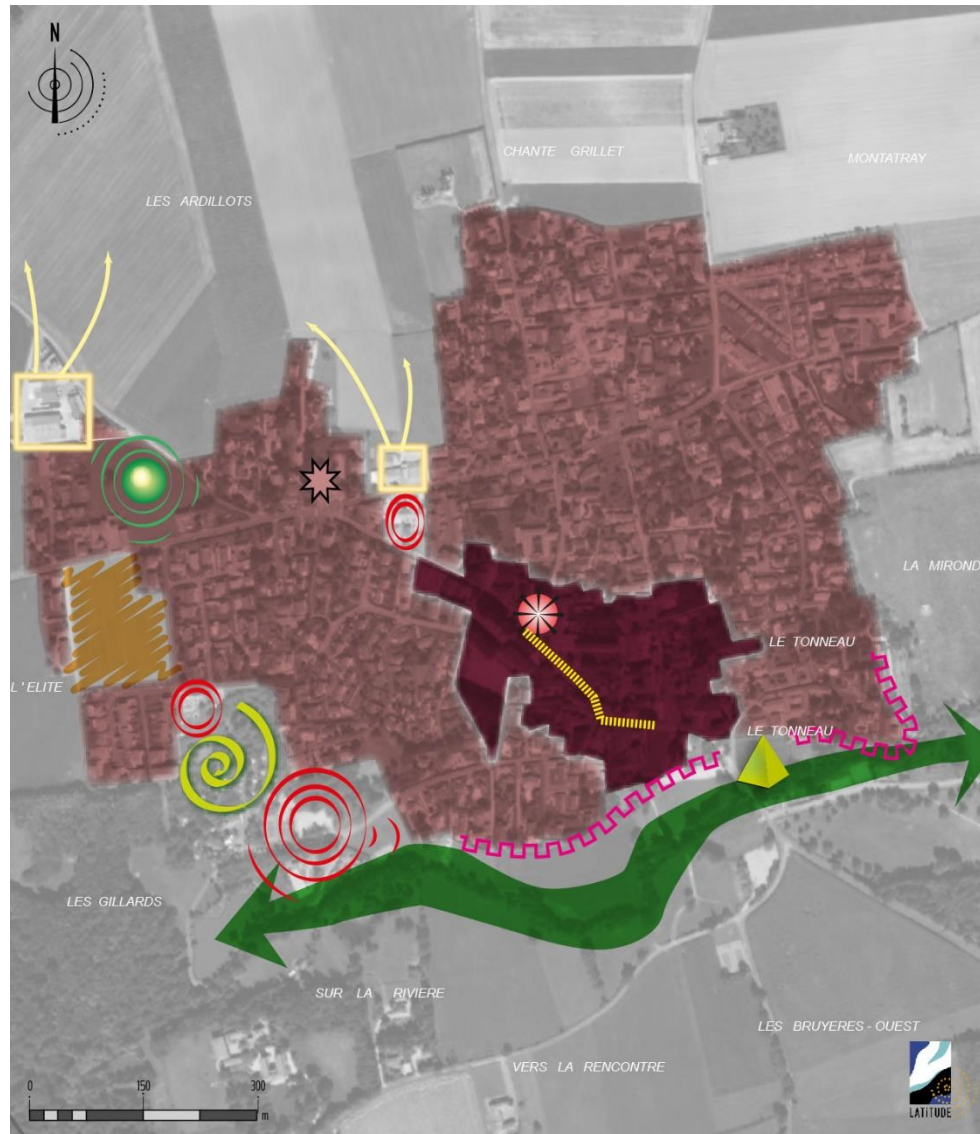 N
CHANTE GRILLET
MONTATRAY
LES ARDILLOTS
LA MIROND
LE TONNEAU
L'ELITE
LE TONNEAU
LES GILLARDS
SUR LA RIVIERE
LES BRUYERES - OUEST
VERS LA RENCONTRE
0 150 300
m
LATITUDE